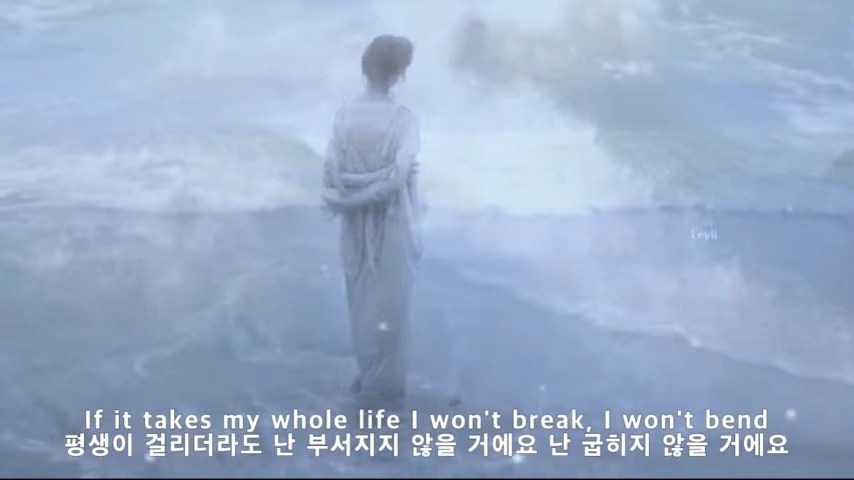 Leyli
If it takes my whole life I won't break, I won't bend
평생이 걸리더라도 난 부서지지 않을 거에요 난 굽히지 않을 거에요